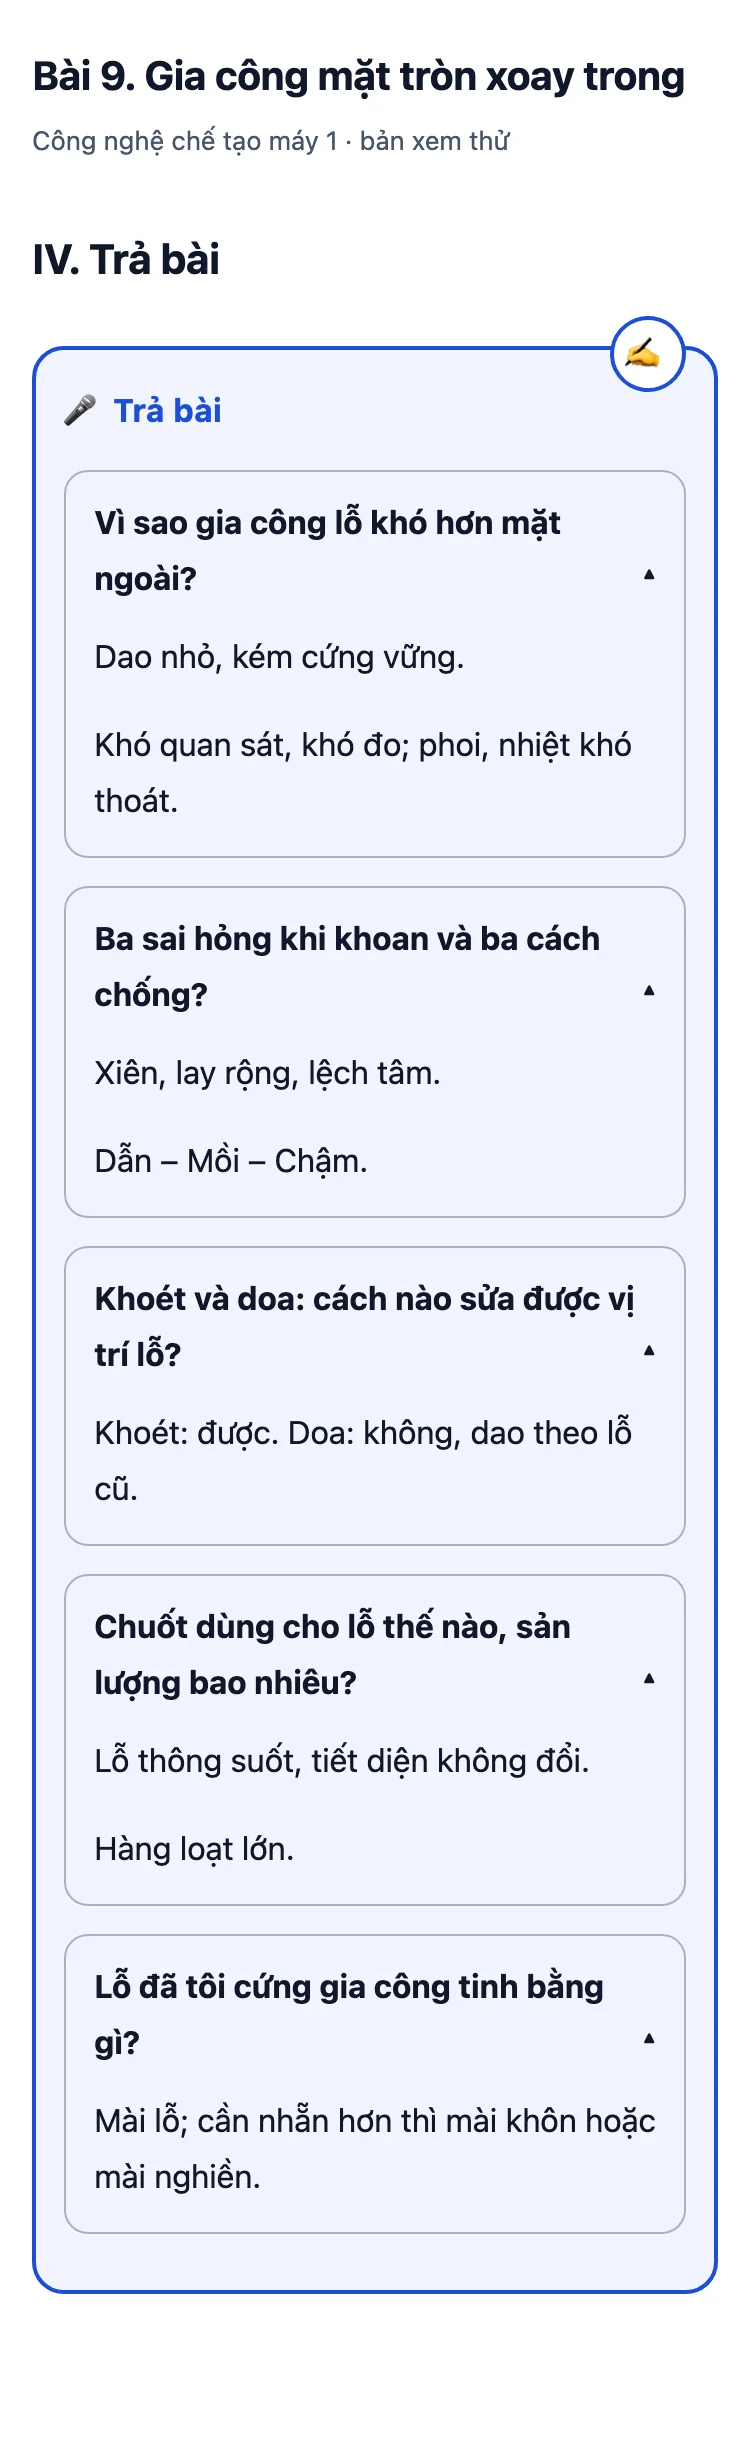 Bài 9. Gia công mặt tròn xoay trong
Công nghệ chế tạo máy 1 · bản xem thử
IV. Trả bài
Trả bài
Vì sao gia công lỗ khó hơn mặt
ngoài?
Dao nhỏ, kém cứng vững.
Khó quan sát, khó đo; phoi, nhiệt khó
thoát.
Ba sai hỏng khi khoan và ba cách
chống?
Xiên, lay rộng, lệch tâm.
Dẫn – Mồi – Chậm.
Khoét và doa: cách nào sửa được vị
trí lỗ?
Khoét: được. Doa: không, dao theo lỗ
cũ.
Chuốt dùng cho lỗ thế nào, sản
lượng bao nhiêu?
Lỗ thông suốt, tiết diện không đổi.
Hàng loạt lớn.
Lỗ đã tôi cứng gia công tinh bằng
gì?
Mài lỗ; cần nhẵn hơn thì mài khôn hoặc
mài nghiền.